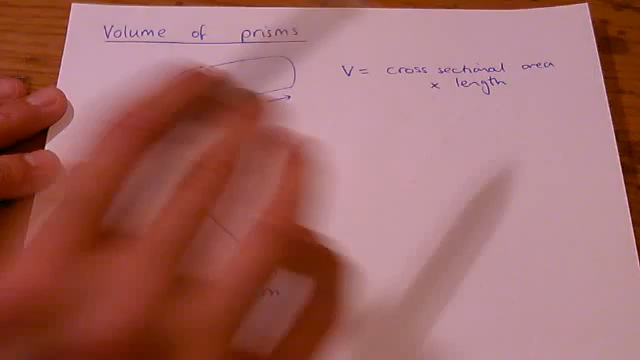 Volume of prisms
V = cross sectional area
x length